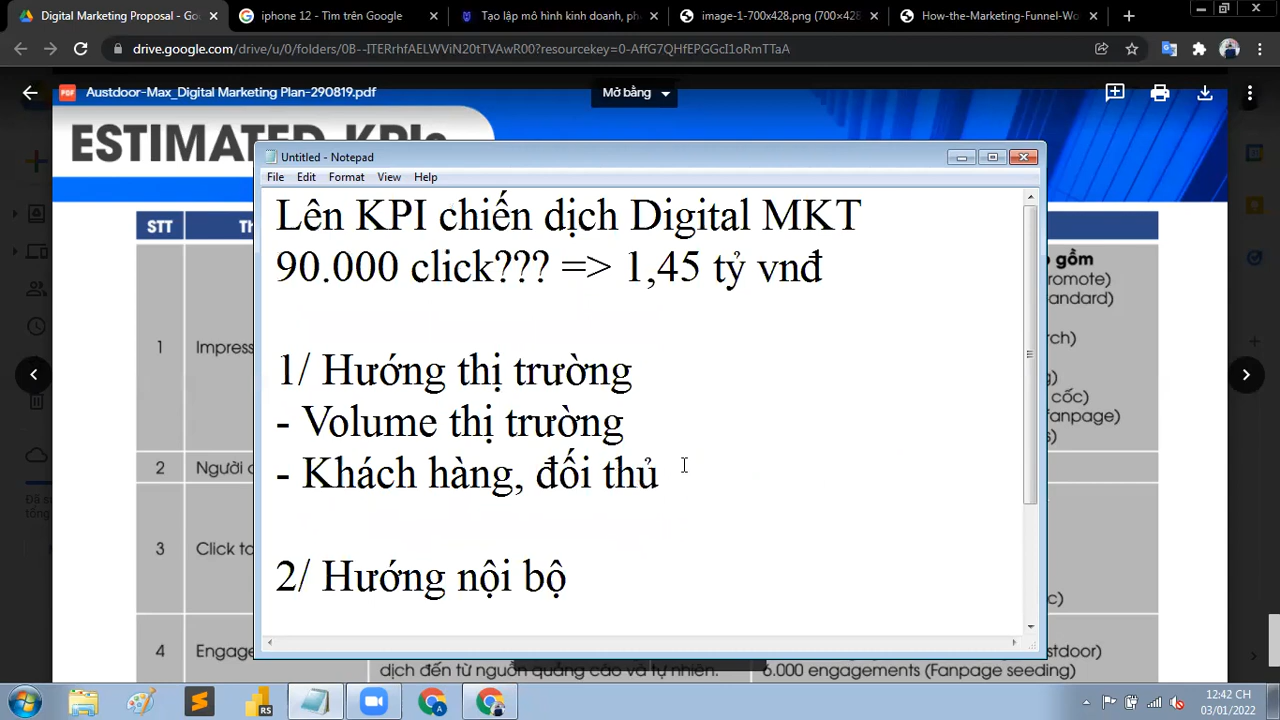 Digital Marketing Proposal - Go
iphone 12 - Tìm trên Google
Tạo lập mô hình kinh doanh, ph
image-1-700x428.png (700×428
How-the-Marketing-Funnel-Wo
drive.google.com/drive/u/0/folders/0B--ITERrhfAELWViN20tTVAwR00?resourcekey=0-AffG7QHfEPGGcI1oRmTTaA
PDF
Austdoor-Max_Digital Marketing Plan-290819.pdf
Mở bằng
ESTIMATED KPIs
Untitled - Notepad
File Edit Format View Help
Lên KPI chiến dịch Digital MKT
90.000 click??? => 1,45 tỷ vnđ
1/ Hướng thị trường
- Volume thị trường
- Khách hàng, đối thủ
2/ Hướng nội bộ
STT
Th
gồm
romote)
andard)
rch)
g)
cốc)
fanpage)
1
Impress
2
Người
3
Click to
c)
4
Engage
door)
dịch đến từ nguồn quảng cáo và tự nhiên.
6.000 engagements (Fanpage seeding)
RS
12:42 CH
03/01/2022